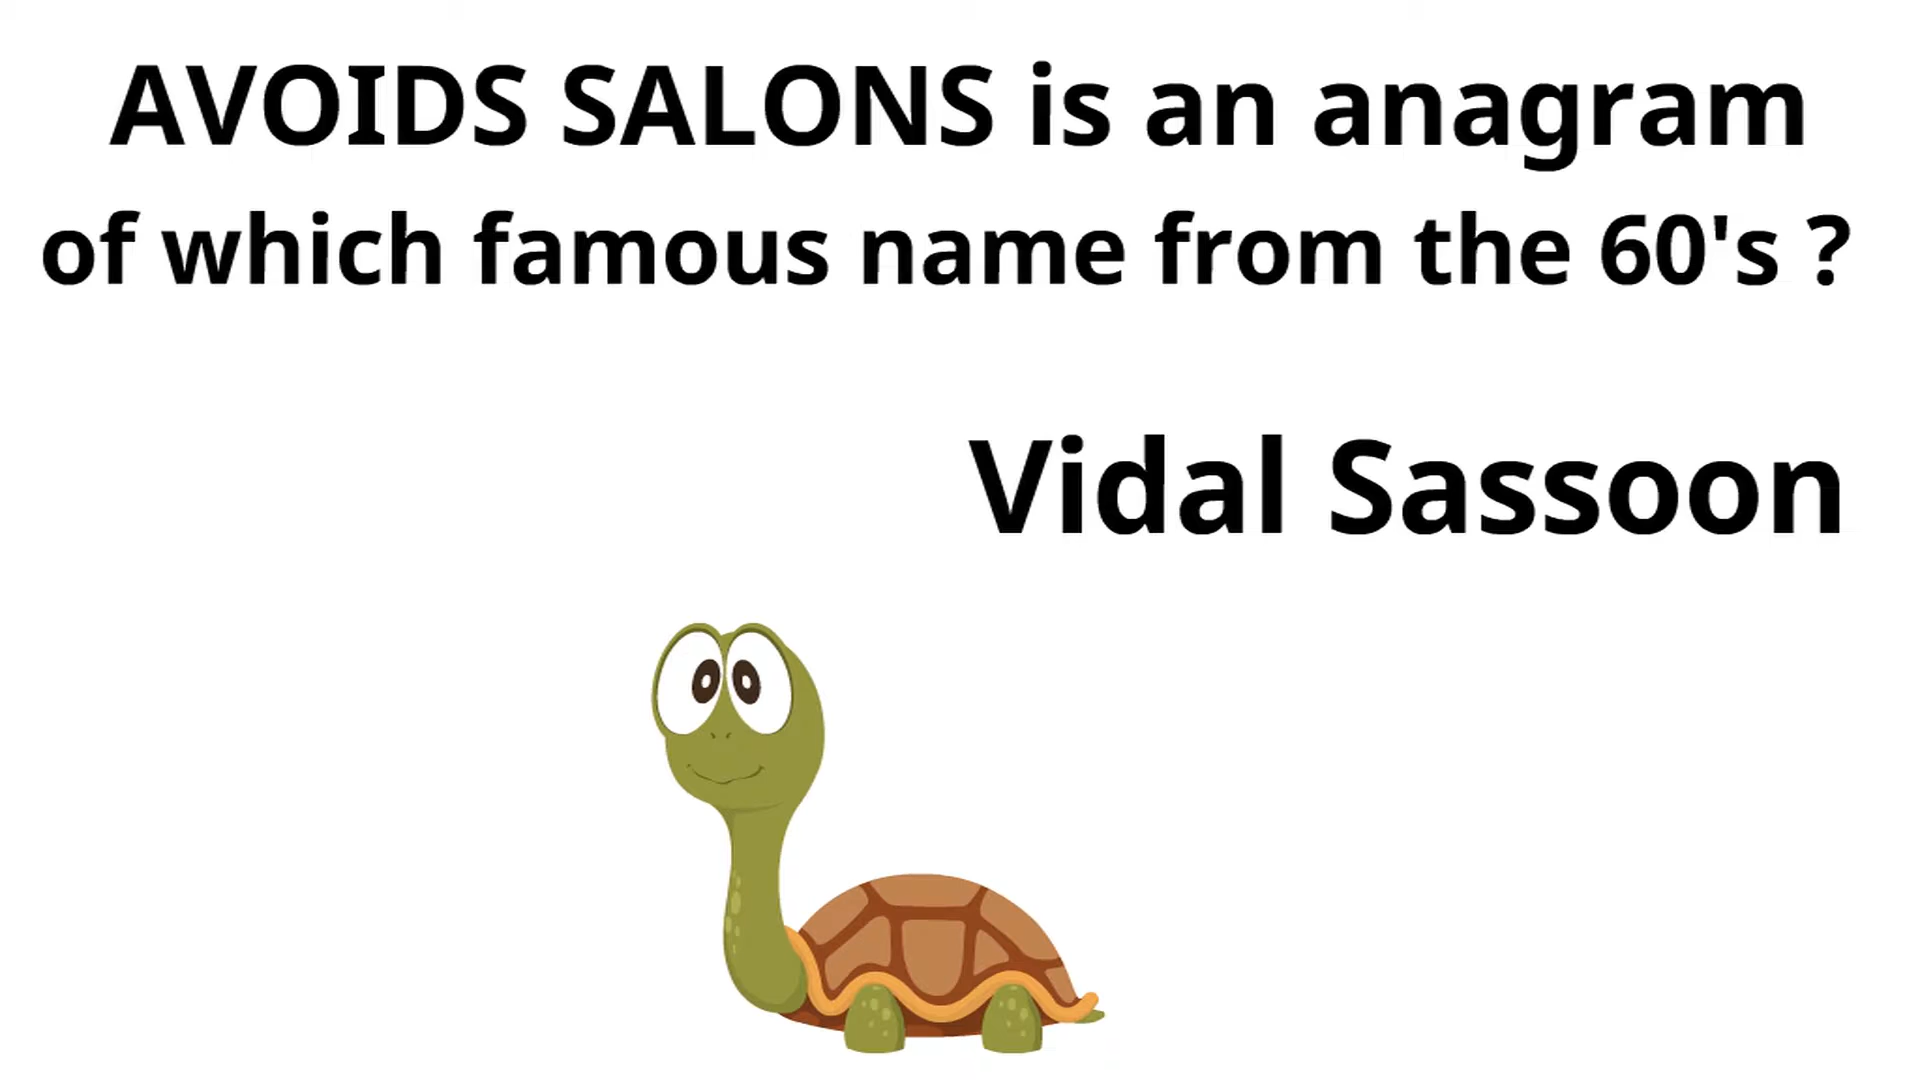 AVOIDS SALONS is an anagram
of which famous name from the 60's ?
Vidal Sassoon